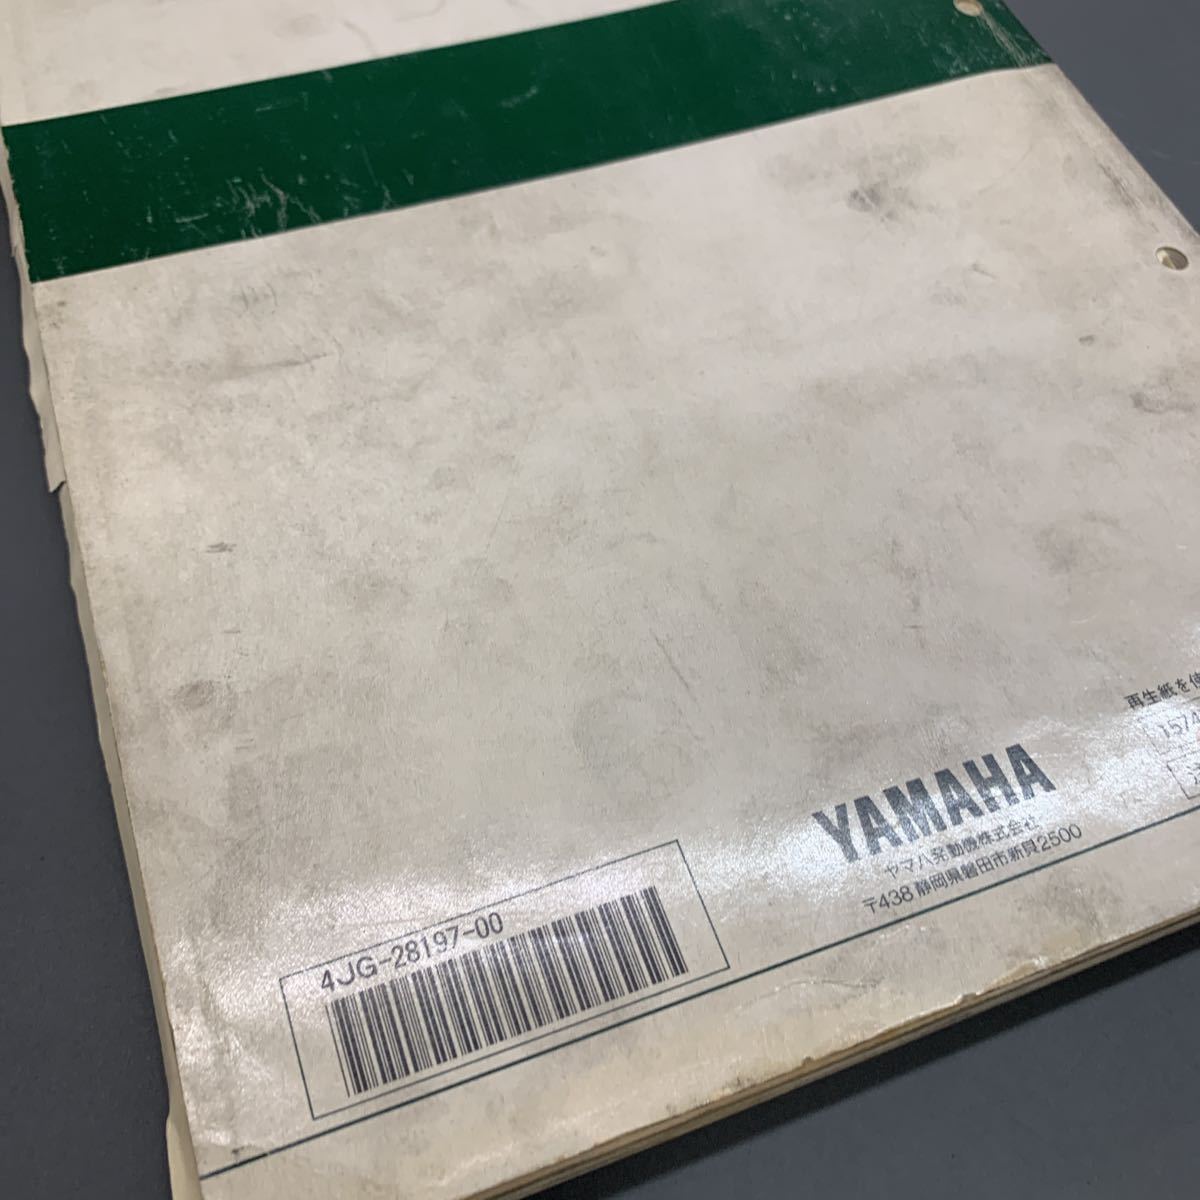 再生紙を使
YAMAHA
ヤマハ発動機株式会社
〒438 静岡県磐田市新貝2500
4JG-28197-00